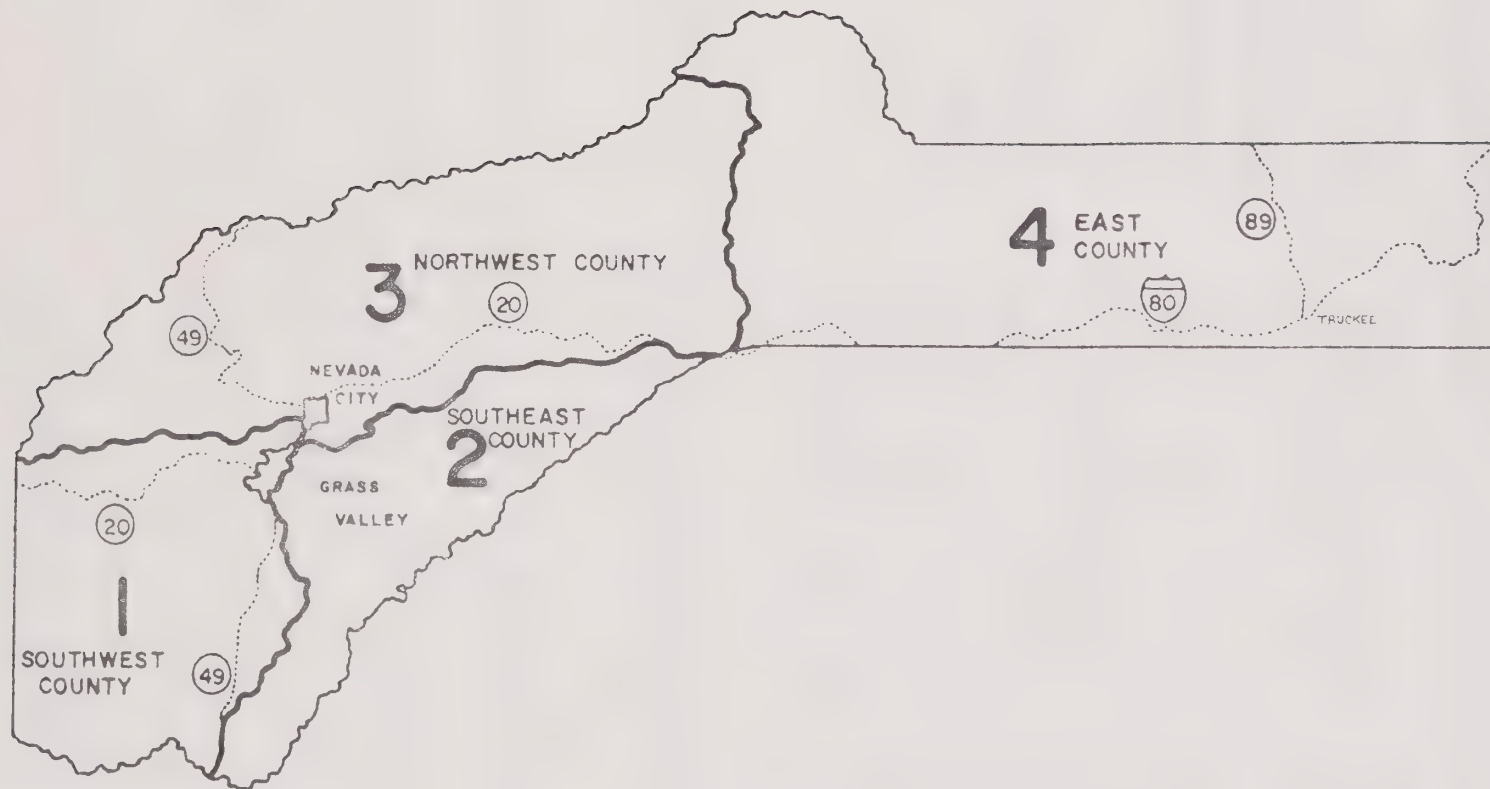 4 EAST
COUNTY
89
3 NORTHWEST COUNTY
20
80
TRUCKEE
49
NEVADA
CITY
SOUTHEAST
2 COUNTY
GRASS
VALLEY
20
1
SOUTHWEST
COUNTY
49